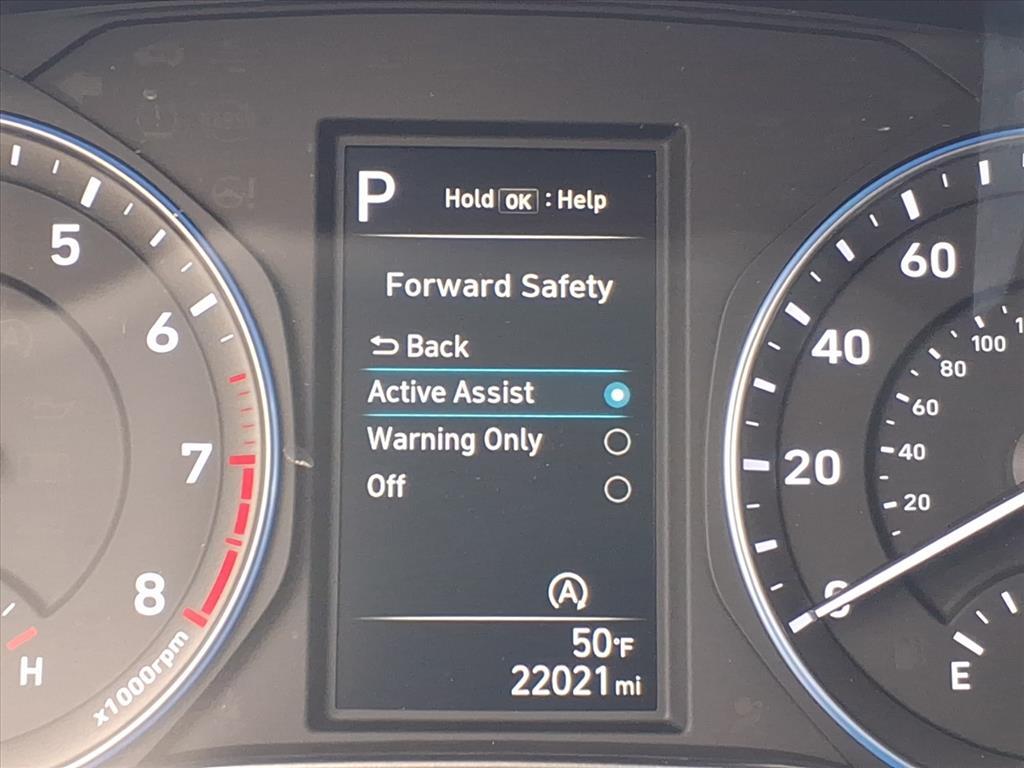 P
Hold OK : Help
Forward Safety
Back
Active Assist
Warning Only
Off
A
50°F
22021 mi
5
6
7
8
x1000rpm
H
60
40
20
0
100
80
60
40
20
E